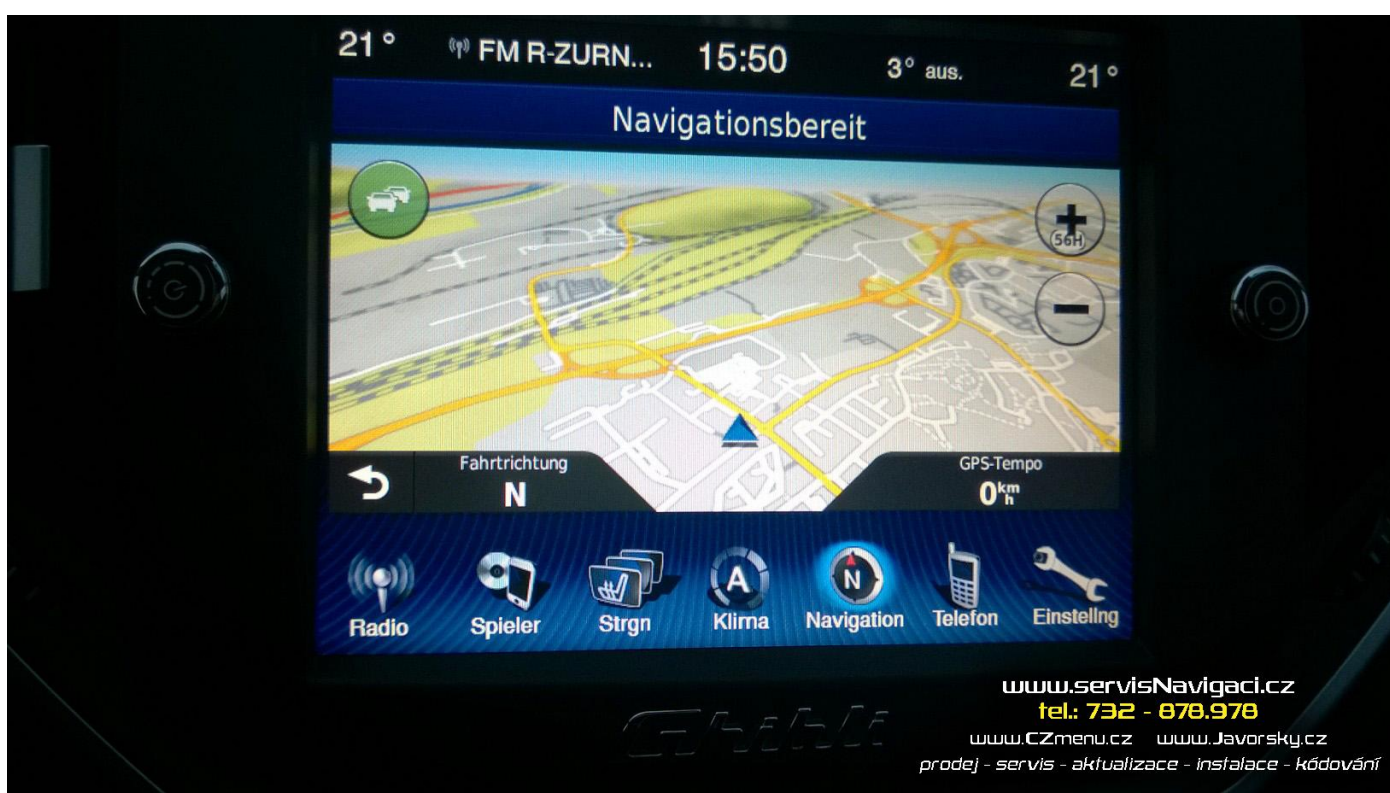 21° FM R-ZURN... 15:50 3° aus. 21°
Navigationsbereit
56H
Fahrtrichtung GPS-Tempo
N 0 km/h
N
A
Radio Spieler Strgn Klima Navigation Telefon Einstellng
Ghibli
www.servisNavigaci.cz
tel.: 732 - 878.978
www.CZmenu.cz www.Javorsky.cz
prodej - servis - aktualizace - instalace - kódování